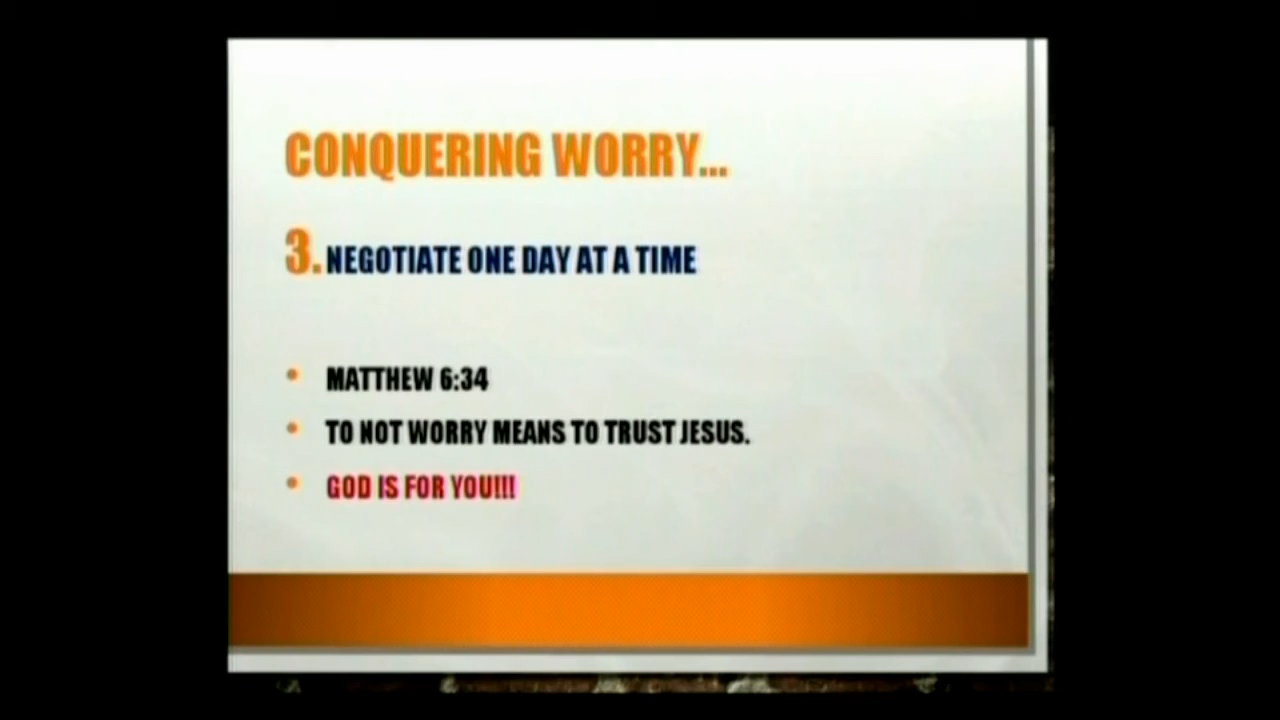 CONQUERING WORRY...
3. NEGOTIATE ONE DAY AT A TIME
• MATTHEW 6:34
• TO NOT WORRY MEANS TO TRUST JESUS.
• GOD IS FOR YOU!!!